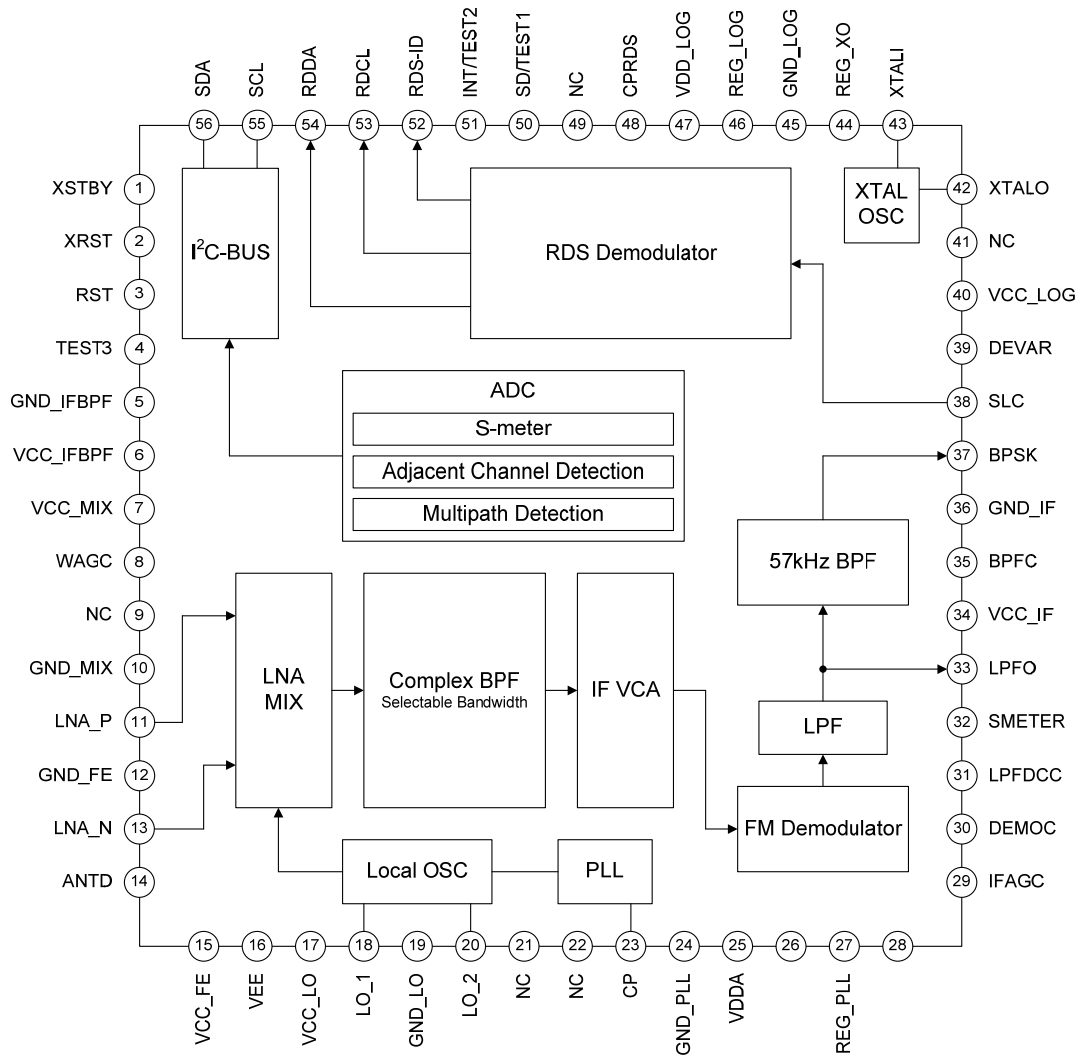 SDA
SCL
RDDA
RDCL
RDS-ID
INT/TEST2
SD/TEST1
NC
CPRDS
VDD_LOG
REG_LOG
GND_LOG
REG_XO
XTALI
56
55
54
53
52
51
50
49
48
47
46
45
44
43
XSTBY 1
XRST 2
RST 3
TEST3 4
GND_IFBPF 5
VCC_IFBPF 6
VCC_MIX 7
WAGC 8
NC 9
GND_MIX 10
LNA_P 11
GND_FE 12
LNA_N 13
ANTD 14
I²C-BUS
RDS Demodulator
XTAL
OSC
ADC
S-meter
Adjacent Channel Detection
Multipath Detection
57kHz BPF
LNA
MIX
Complex BPF
Selectable Bandwidth
IF VCA
LPF
FM Demodulator
Local OSC
PLL
42 XTALO
41 NC
40 VCC_LOG
39 DEVAR
38 SLC
37 BPSK
36 GND_IF
35 BPFC
34 VCC_IF
33 LPFO
32 SMETER
31 LPFDCC
30 DEMOC
29 IFAGC
15
16
17
18
19
20
21
22
23
24
25
26
27
28
VCC_FE
VEE
VCC_LO
LO_1
GND_LO
LO_2
NC
NC
CP
GND_PLL
VDDA
REG_PLL